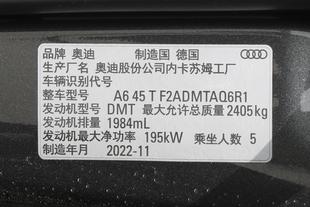 品牌 奥迪 制造国 德国
制造厂 奥迪股份公司内卡苏姆工厂
车辆识别代号
整车型号 A6 45 T F2ADMTAQ6R1
发动机型号 DMT 最大允许总质量 2405kg
发动机排量 1984mL
发动机最大净功率 195kW 乘坐人数 5
制造年月 2022-11